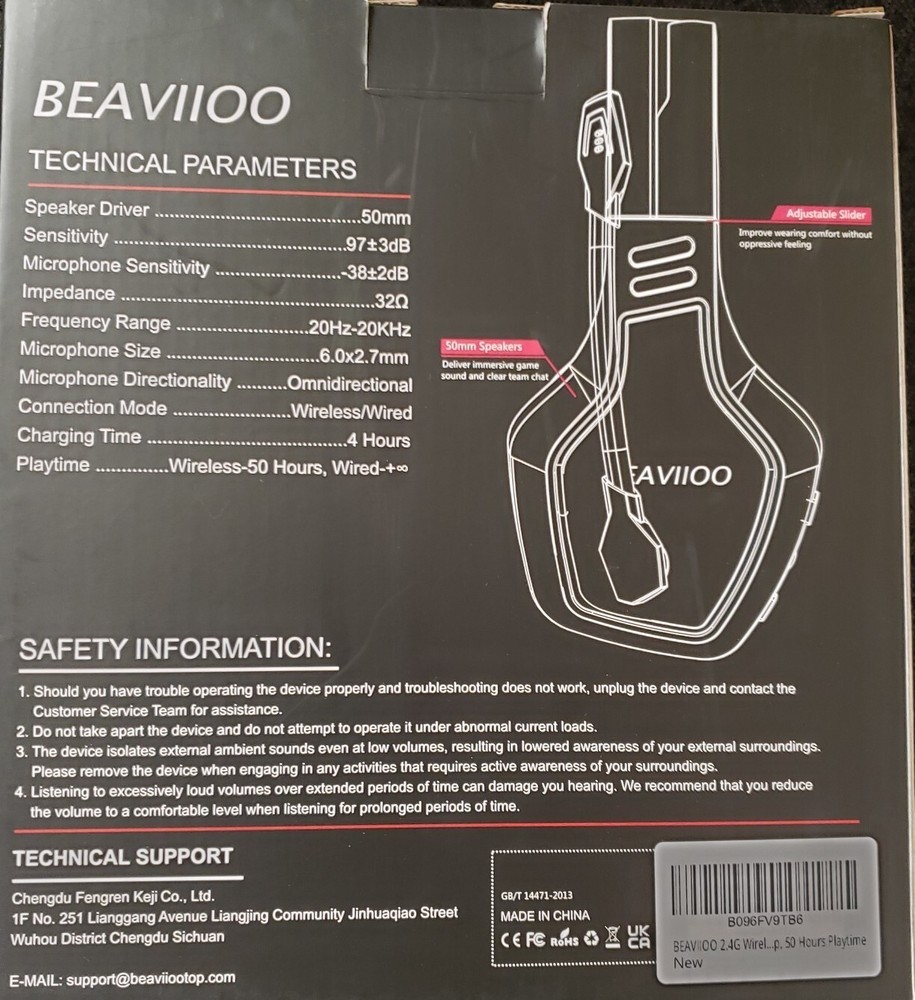 BEAVIIOO
TECHNICAL PARAMETERS
Speaker Driver ....................................50mm
Sensitivity ........................................97±3dB
Microphone Sensitivity ......................-38±2dB
Impedance ............................................32Ω
Frequency Range .......................20Hz-20KHz
Microphone Size ...........................6.0x2.7mm
Microphone Directionality .........Omnidirectional
Connection Mode .....................Wireless/Wired
Charging Time ...................................4 Hours
Playtime .............Wireless-50 Hours, Wired-+∞
Adjustable Slider
Improve wearing comfort without
oppressive feeling
50mm Speakers
Deliver immersive game
sound and clear team chat
EAVIIOO
SAFETY INFORMATION:
1. Should you have trouble operating the device properly and troubleshooting does not work, unplug the device and contact the
Customer Service Team for assistance.
2. Do not take apart the device and do not attempt to operate it under abnormal current loads.
3. The device isolates external ambient sounds even at low volumes, resulting in lowered awareness of your external surroundings.
Please remove the device when engaging in any activities that requires active awareness of your surroundings.
4. Listening to excessively loud volumes over extended periods of time can damage you hearing. We recommend that you reduce
the volume to a comfortable level when listening for prolonged periods of time.
TECHNICAL SUPPORT
Chengdu Fengren Keji Co., Ltd.
1F No. 251 Lianggang Avenue Liangjing Community Jinhuaqiao Street
Wuhou District Chengdu Sichuan
E-MAIL: support@beaviiootop.com
GB/T 14471-2013
MADE IN CHINA
CE FC RoHS UK
CA
B096FV9TB6
BEAVIIOO 2.4G Wirel...p, 50 Hours Playtime
New